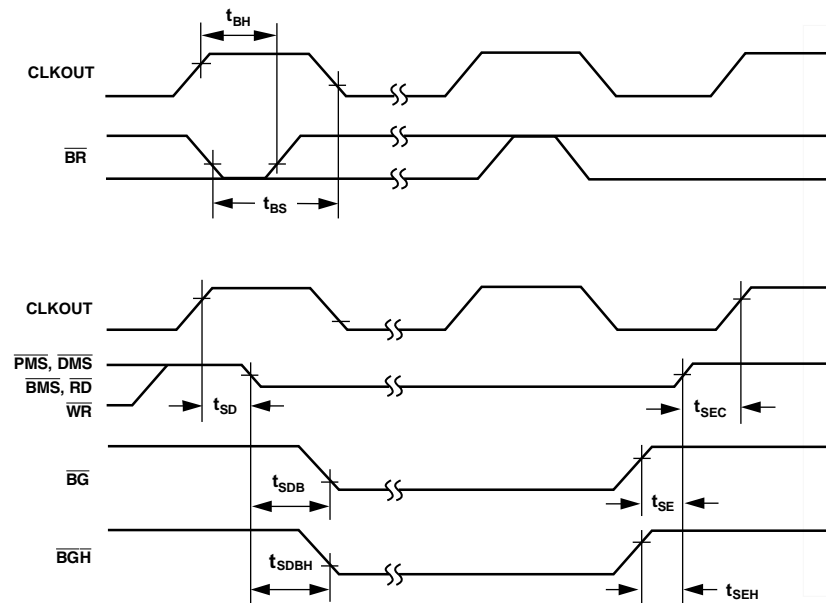 tBH
CLKOUT
BR
tBS
CLKOUT
PMS, DMS
BMS, RD
WR
tSD
tSEC
BG
tSDB
tSE
BGH
tSDBH
tSEH